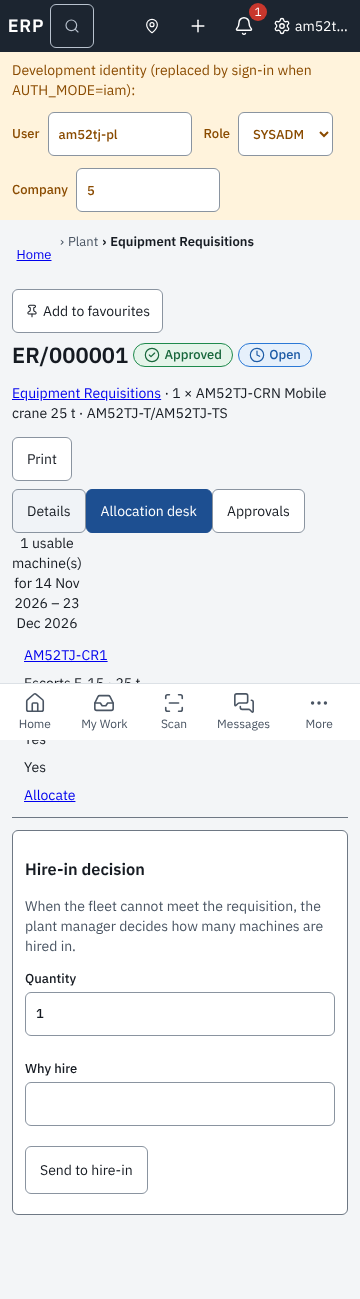 ERP
1
am52t...
Development identity (replaced by sign-in when
AUTH_MODE=iam):
User am52tj-pl Role SYSADM
Company 5
› Plant › Equipment Requisitions
Home
Add to favourites
ER/000001 Approved Open
Equipment Requisitions · 1 × AM52TJ-CRN Mobile
crane 25 t · AM52TJ-T/AM52TJ-TS
Print
Details Allocation desk Approvals
1 usable
machine(s)
for 14 Nov
2026 – 23
Dec 2026
AM52TJ-CR1
Home My Work Scan Messages More
Yes
Yes
Allocate
Hire-in decision
When the fleet cannot meet the requisition, the
plant manager decides how many machines are
hired in.
Quantity
1
Why hire
Send to hire-in